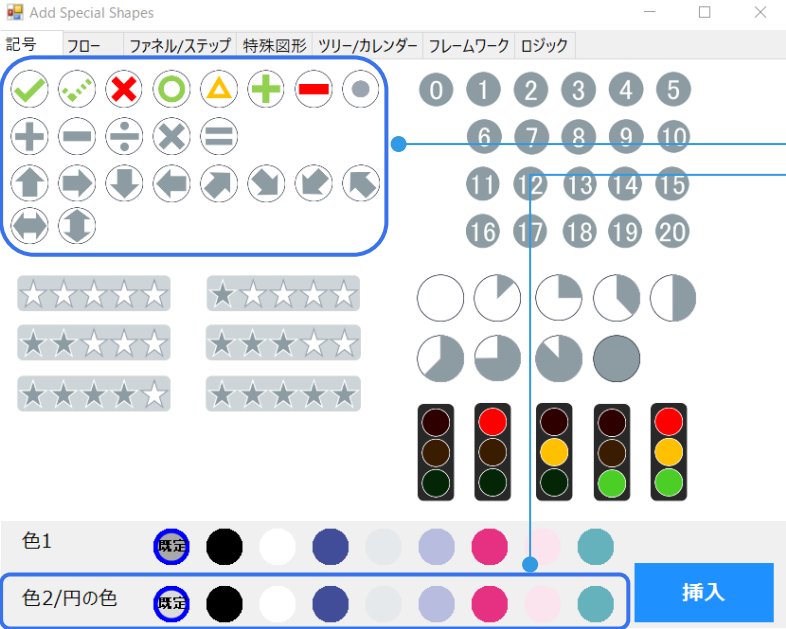 Add Special Shapes
記号 フロー ファネル/ステップ 特殊図形 ツリー/カレンダー フレームワーク ロジック
0 1 2 3 4 5
6 7 8 9 10
11 12 13 14 15
16 17 18 19 20
色1 既定
色2/円の色 既定
挿入